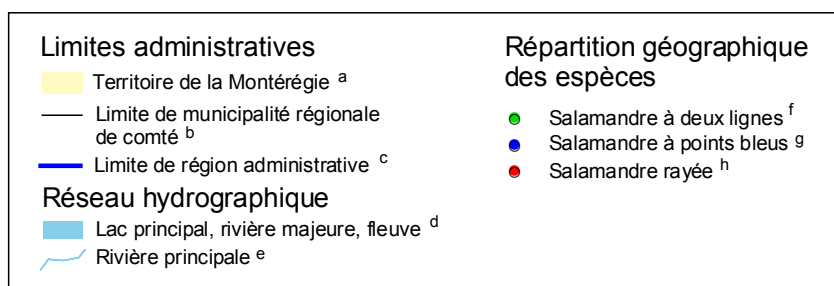 Limites administratives
Territoire de la Montérégie a
Limite de municipalité régionale
de comté b
Limite de région administrative c
Réseau hydrographique
Lac principal, rivière majeure, fleuve d
Rivière principale e
Répartition géographique
des espèces
Salamandre à deux lignes f
Salamandre à points bleus g
Salamandre rayée h